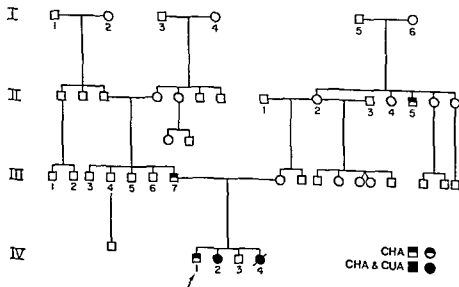 I
1 2 3 4 5 6
II
1 2 3 4 5
III
1 2 3 4 5 6 7
IV
1 2 3 4
CHA
CHA & CUA